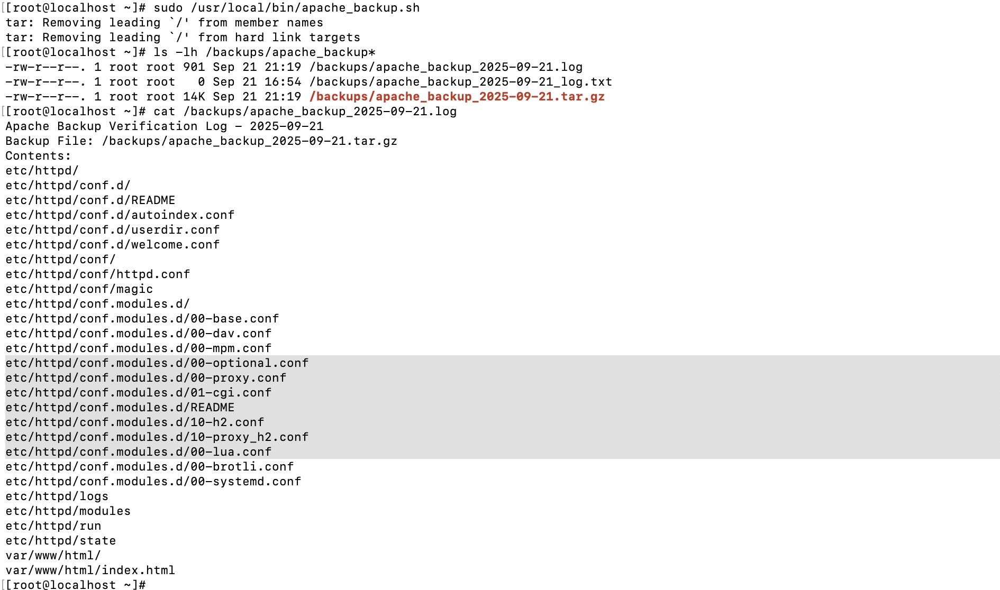 [[root@localhost ~]# sudo /usr/local/bin/apache_backup.sh
tar: Removing leading `/' from member names
tar: Removing leading `/' from hard link targets
[[root@localhost ~]# ls -lh /backups/apache_backup*
-rw-r--r--. 1 root root 901 Sep 21 21:19 /backups/apache_backup_2025-09-21.log
-rw-r--r--. 1 root root   0 Sep 21 16:54 /backups/apache_backup_2025-09-21_log.txt
-rw-r--r--. 1 root root 14K Sep 21 21:19 /backups/apache_backup_2025-09-21.tar.gz
[[root@localhost ~]# cat /backups/apache_backup_2025-09-21.log
Apache Backup Verification Log - 2025-09-21
Backup File: /backups/apache_backup_2025-09-21.tar.gz
Contents:
etc/httpd/
etc/httpd/conf.d/
etc/httpd/conf.d/README
etc/httpd/conf.d/autoindex.conf
etc/httpd/conf.d/userdir.conf
etc/httpd/conf.d/welcome.conf
etc/httpd/conf/
etc/httpd/conf/httpd.conf
etc/httpd/conf/magic
etc/httpd/conf.modules.d/
etc/httpd/conf.modules.d/00-base.conf
etc/httpd/conf.modules.d/00-dav.conf
etc/httpd/conf.modules.d/00-mpm.conf
etc/httpd/conf.modules.d/00-optional.conf
etc/httpd/conf.modules.d/00-proxy.conf
etc/httpd/conf.modules.d/01-cgi.conf
etc/httpd/conf.modules.d/README
etc/httpd/conf.modules.d/10-h2.conf
etc/httpd/conf.modules.d/10-proxy_h2.conf
etc/httpd/conf.modules.d/00-lua.conf
etc/httpd/conf.modules.d/00-brotli.conf
etc/httpd/conf.modules.d/00-systemd.conf
etc/httpd/logs
etc/httpd/modules
etc/httpd/run
etc/httpd/state
var/www/html/
var/www/html/index.html
[[root@localhost ~]#